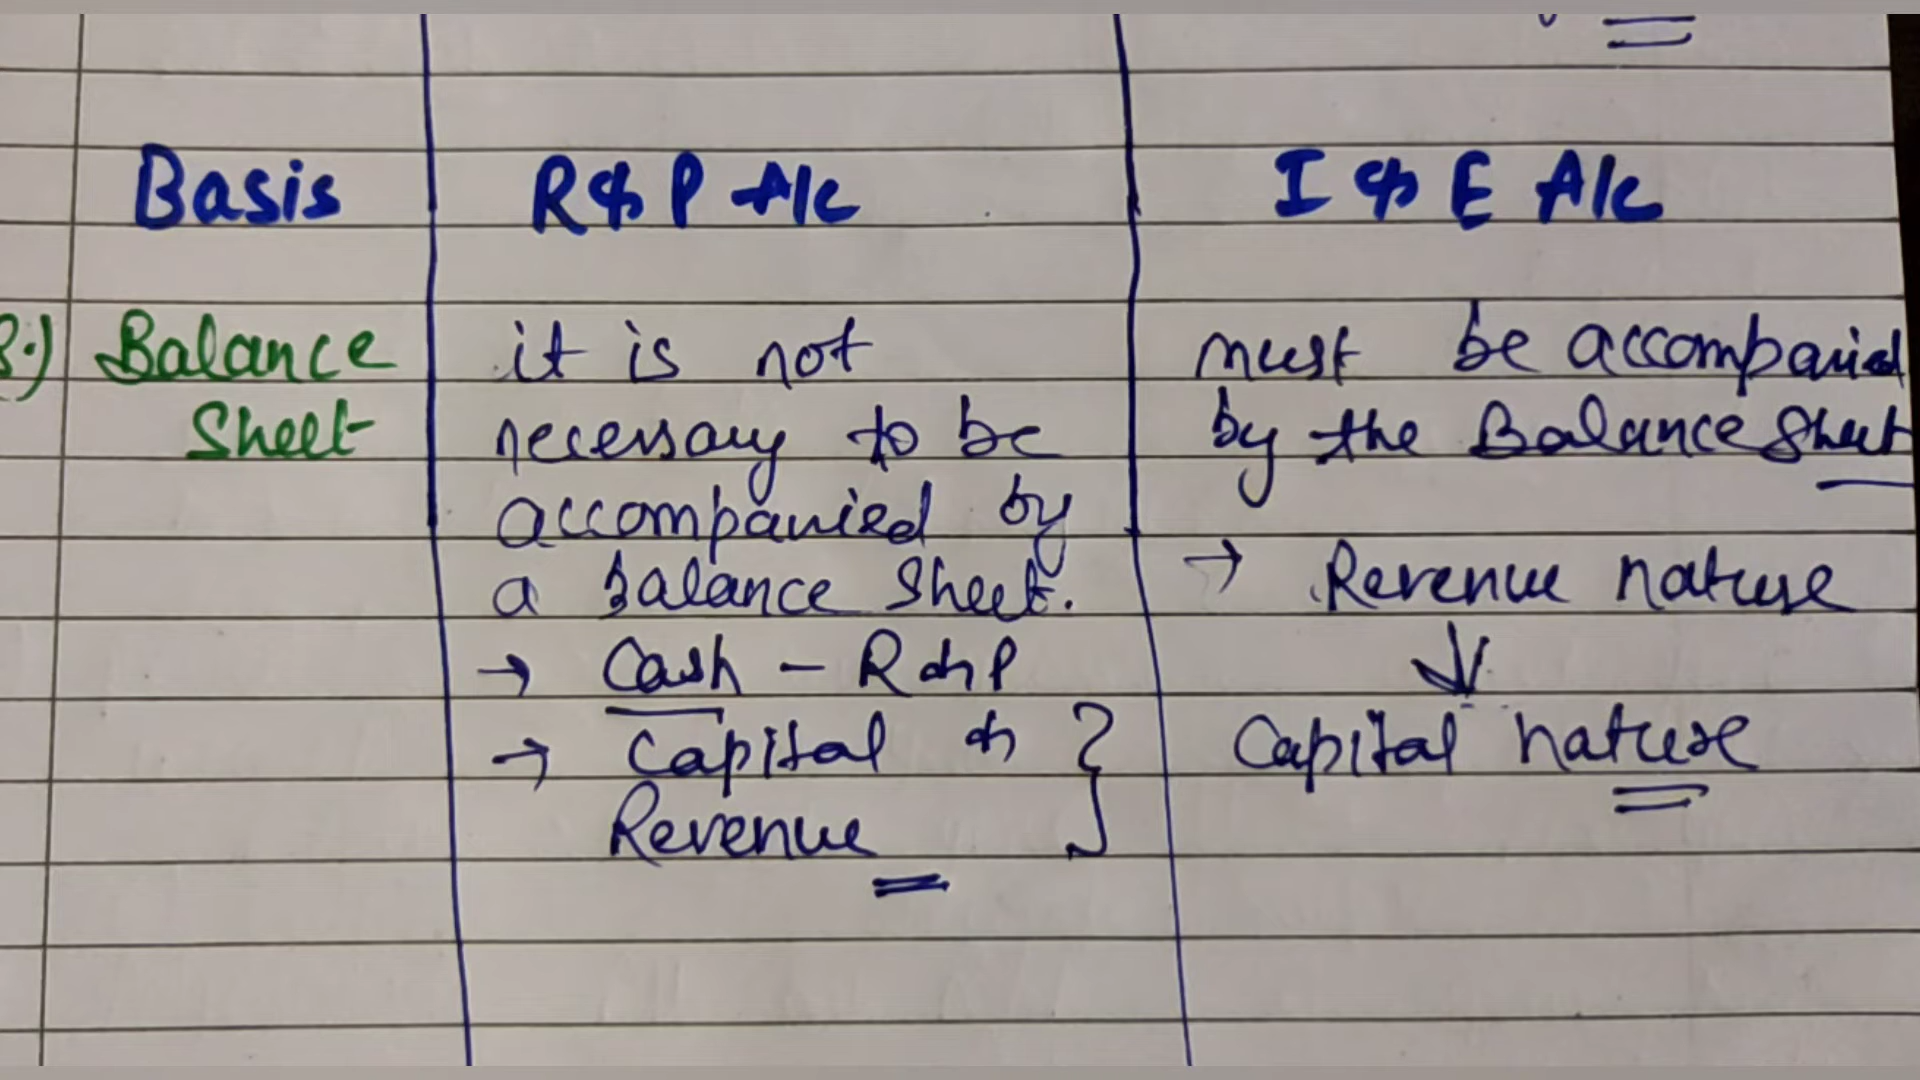 Basis R & P A/c I & E A/c
8.) Balance Sheet
it is not
necessary to be
accompanied by
a Balance Sheet.
→ Cash - R & P
→ Capital & }
Revenue
must be accompanied
by the Balance Sheet
→ Revenue nature
↓
Capital nature